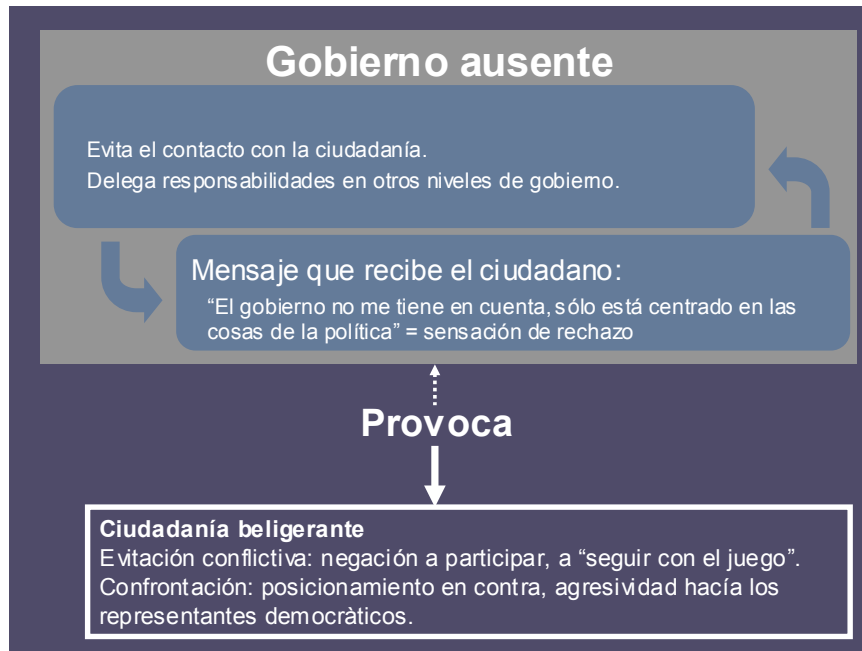 Gobierno ausente
Evita el contacto con la ciudadanía.
Delega responsabilidades en otros niveles de gobierno.
Mensaje que recibe el ciudadano:
“El gobierno no me tiene en cuenta, sólo está centrado en las
cosas de la política” = sensación de rechazo
Provoca
Ciudadanía beligerante
Evitación conflictiva: negación a participar, a “seguir con el juego”.
Confrontación: posicionamiento en contra, agresividad hacía los
representantes democràticos.